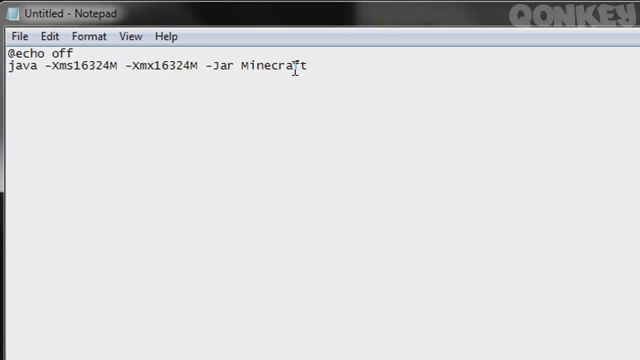 Untitled - Notepad
QONKEY
File Edit Format View Help
@echo off
java -Xms16324M -Xmx16324M -Jar Minecraft